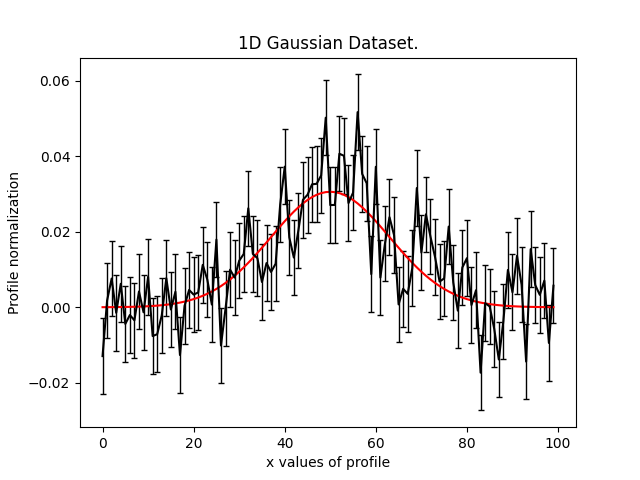 1D Gaussian Dataset.
Profile normalization
0.06
0.04
0.02
0.00
−0.02
0 20 40 60 80 100
x values of profile